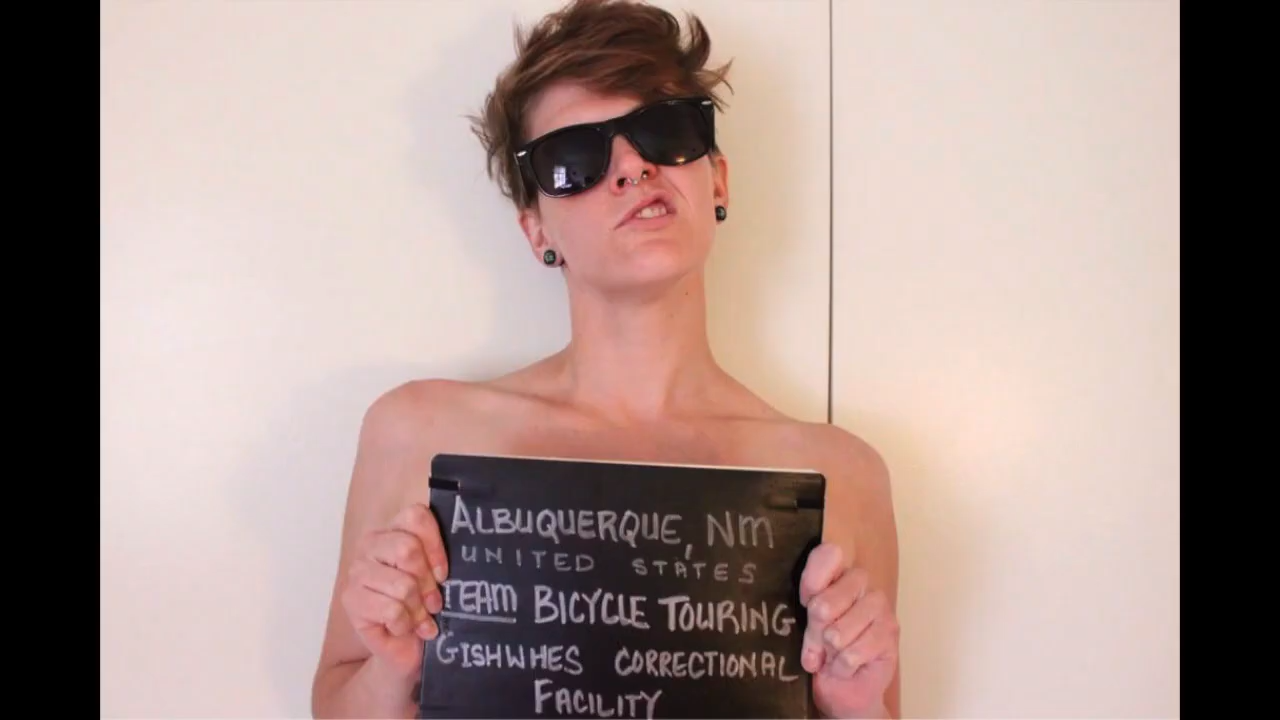 ALBUQUERQUE, NM
UNITED STATES
TEAM BICYCLE TOURING
GISHWHES CORRECTIONAL
FACILITY